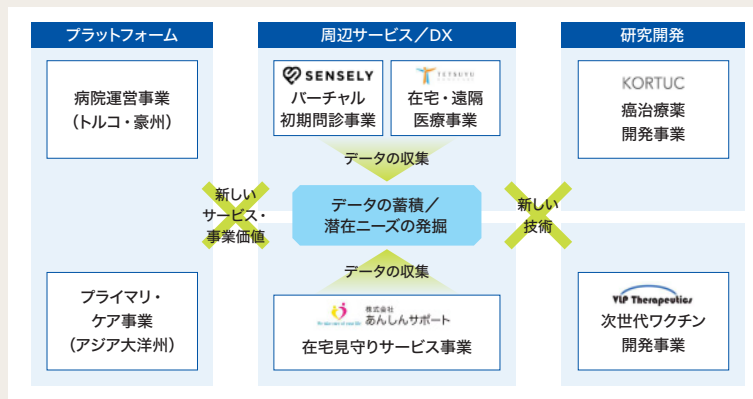 プラットフォーム
病院運営事業
(トルコ・豪州)
プライマリ・
ケア事業
(アジア大洋州)
新しい
サービス・
事業価値
周辺サービス／DX
SENSELY
バーチャル
初期問診事業
TETSUYU
在宅・遠隔
医療事業
データの収集
データの蓄積／
潜在ニーズの発掘
データの収集
株式会社
あんしんサポート
在宅見守りサービス事業
新しい
技術
研究開発
KORTUC
癌治療薬
開発事業
VLP Therapeutics
次世代ワクチン
開発事業